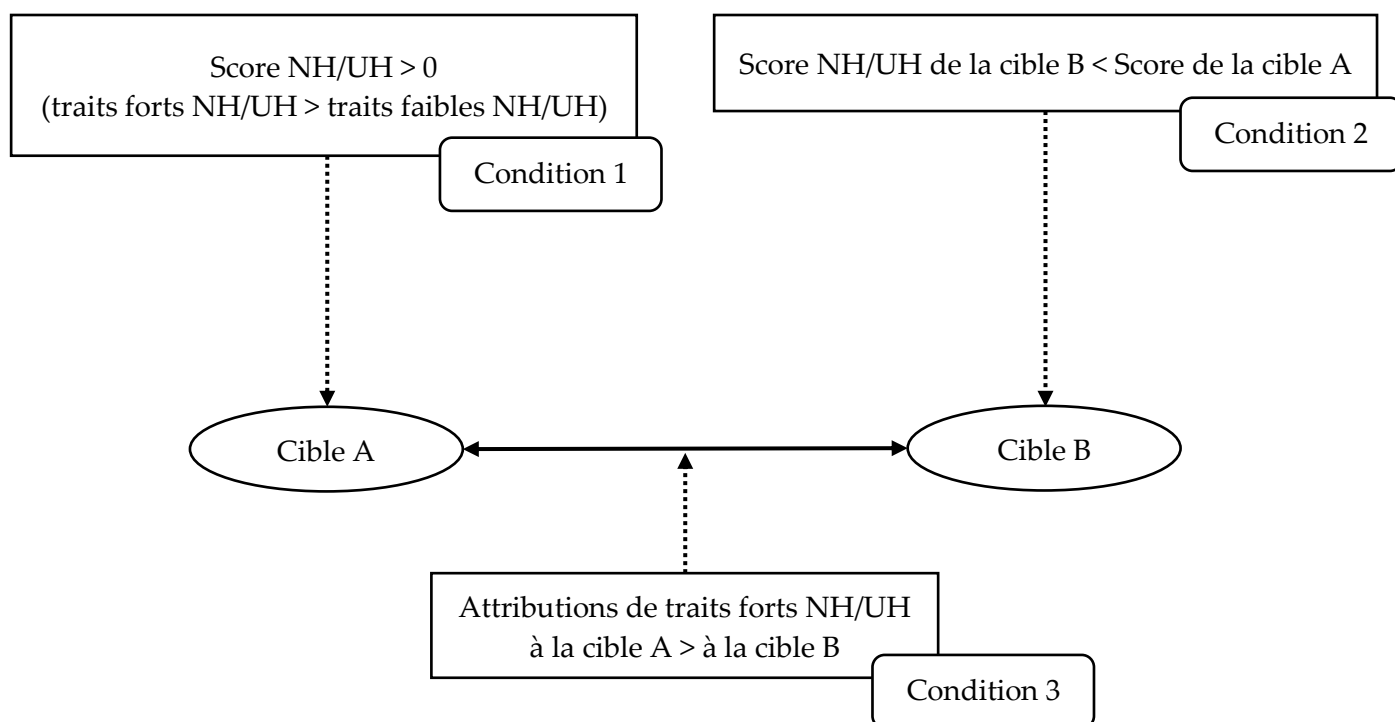 Score NH/UH > 0
(traits forts NH/UH > traits faibles NH/UH)
Condition 1
Score NH/UH de la cible B < Score de la cible A
Condition 2
Cible A
Cible B
Attributions de traits forts NH/UH
à la cible A > à la cible B
Condition 3